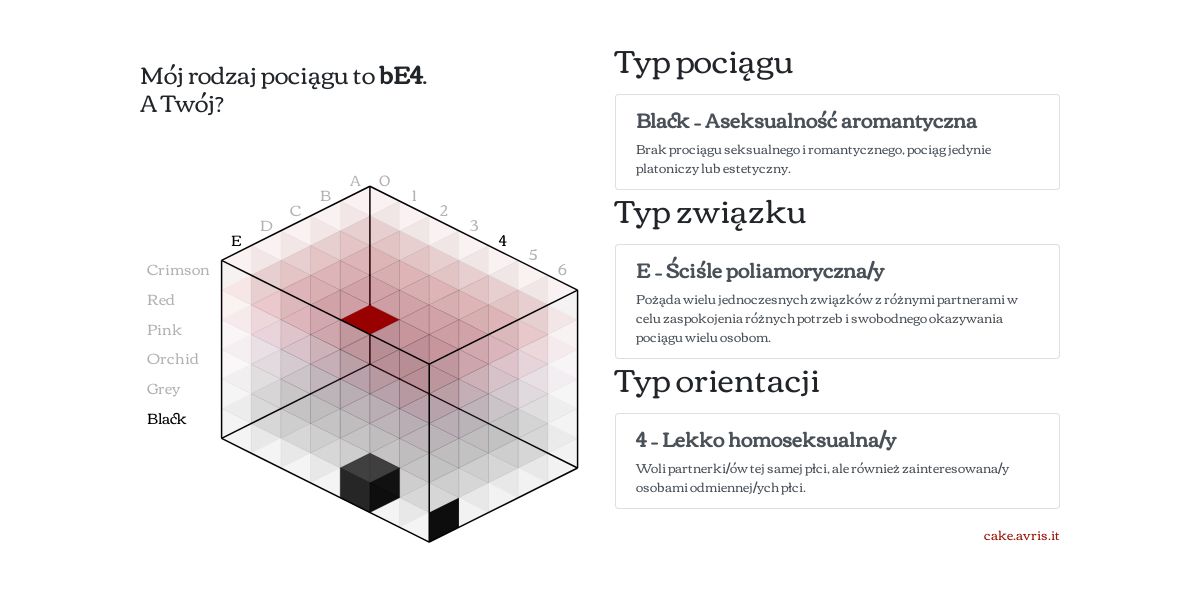 Mój rodzaj pociągu to bE4.
A Twój?
A
0
B
1
C
2
D
3
E
4
5
6
Crimson
Red
Pink
Orchid
Grey
Black
Typ pociągu
Black – Aseksualność aromantyczna
Brak prociągu seksualnego i romantycznego, pociąg jedynie
platoniczy lub estetyczny.
Typ związku
E – Ściśle poliamoryczna/y
Pożąda wielu jednoczesnych związków z różnymi partnerami w
celu zaspokojenia różnych potrzeb i swobodnego okazywania
pociągu wielu osobom.
Typ orientacji
4 – Lekko homoseksualna/y
Woli partnerki/ów tej samej płci, ale również zainteresowana/y
osobami odmiennej/ych płci.
cake.avris.it